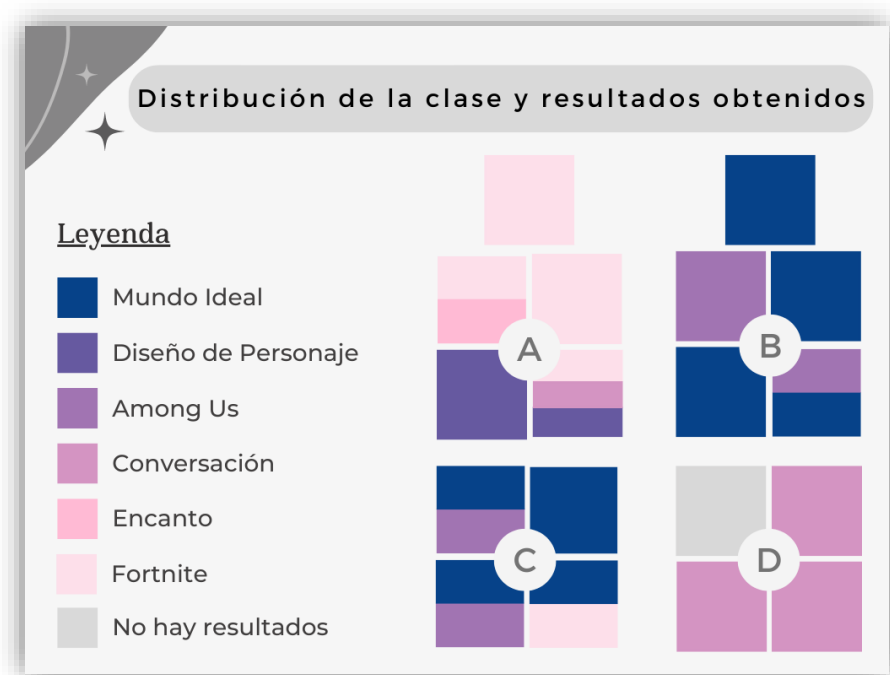 Distribución de la clase y resultados obtenidos
Leyenda
Mundo Ideal
Diseño de Personaje
Among Us
Conversación
Encanto
Fortnite
No hay resultados
A
B
C
D